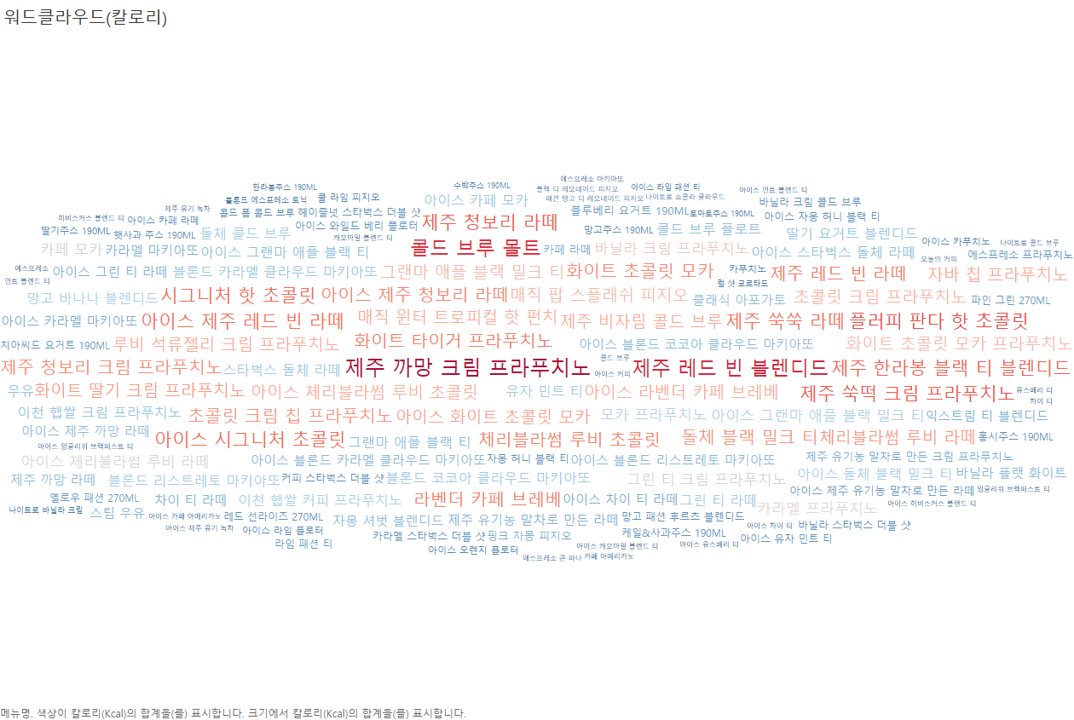 워드클라우드(칼로리)
에스프레소 마키아또
한라봉주스 190ML 수박주스 190ML 블랙 티 레모네이드 피지오 아이스 라임 패션 티 아이스 민트 블렌드 티
볼론드 에스프레소 토닉 쿨 라임 피지오 아이스 카페 모카 패션 탱고 티 레모네이드 피지오 나이트로 쇼콜라 클라우드 바닐라 크림 콜드 브루
제주 유기 녹차 콜드 폼 콜드 브루 헤이즐넛 스타벅스 더블 샷 제주 청보리 라떼 블루베리 요거트 190ML 토마토주스 190ML 아이스 자몽 허니 블랙 티
히비스커스 블렌드 티 아이스 카페 라떼 아이스 와일드 베리 플로터
딸기주스 190ML 햇사과 주스 190ML 돌체 콜드 브루 캐모마일 블렌드 티 망고주스 190ML 콜드 브루 플로트 딸기 요거트 블렌디드
카페 모카 카라멜 마키아또 아이스 그랜마 애플 블랙 티 콜드 브루 몰트 카페 라떼 바닐라 크림 프라푸치노 아이스 스타벅스 돌체 라떼 아이스 카푸치노 나이트로 콜드 브루
오늘의 커피 에스프레소 프라푸치노
에스프레소 아이스 그린 티 라떼 블론드 카라멜 클라우드 마키아또 그랜마 애플 블랙 밀크 티 화이트 초콜릿 모카 카푸치노 제주 레드 빈 라떼 자바 칩 프라푸치노
민트 블렌드 티 컬 샷 코르타도
망고 바나나 블렌디드 시그니처 핫 초콜릿 아이스 제주 청보리 라떼 매직 팝 스플래쉬 피지오 클래식 아포가토 초콜릿 크림 프라푸치노 파인 그린 270ML
아이스 카라멜 마키아또 아이스 제주 레드 빈 라떼 매직 윈터 트로피컬 핫 펀치 제주 비자림 콜드 브루 제주 쑥쑥 라떼 플러피 판다 핫 초콜릿
치아씨드 요거트 190ML 루비 석류젤리 크림 프라푸치노 화이트 타이거 프라푸치노 아이스 블론드 코코아 클라우드 마키아또 화이트 초콜릿 모카 프라푸치노
제주 청보리 크림 프라푸치노 스타벅스 돌체 라떼 제주 까망 크림 프라푸치노 콜드 브루 아이스 커피 제주 레드 빈 블렌디드 제주 한라봉 블랙 티 블렌디드
우유 화이트 딸기 크림 프라푸치노 아이스 체리블라썸 루비 초콜릿 유자 민트 티 아이스 라벤더 카페 브레베 제주 쑥떡 크림 프라푸치노 유스베리 티
차이 티
이천 햅쌀 크림 프라푸치노 초콜릿 크림 칩 프라푸치노 아이스 화이트 초콜릿 모카 모카 프라푸치노 아이스 그랜마 애플 블랙 밀크 티 익스트림 티 블렌디드
아이스 제주 까망 라떼 아이스 시그니처 초콜릿 그랜마 애플 블랙 티 체리블라썸 루비 초콜릿 돌체 블랙 밀크 티 체리블라썸 루비 라떼 홍시주스 190ML
아이스 잉글리쉬 브렉퍼스트 티
아이스 체리블라썸 루비 라떼 아이스 블론드 카라멜 클라우드 마키아또 자몽 허니 블랙 티 아이스 블론드 리스트레토 마키아또 제주 유기농 말차로 만든 크림 프라푸치노
제주 까망 라떼 블론드 리스트레토 마키아또 커피 스타벅스 더블 샷 블론드 코코아 클라우드 마키아또 그린 티 크림 프라푸치노 아이스 돌체 블랙 밀크 티 바닐라 플랫 화이트
아이스 제주 유기농 말차로 만든 라떼 잉글리쉬 브렉퍼스트 티
옐로우 패션 270ML 차이 티 라떼 이천 햅쌀 커피 프라푸치노 라벤더 카페 브레베 아이스 차이 티 라떼 그린 티 라떼 카라멜 프라푸치노 아이스 히비스커스 블렌드 티
나이트로 바닐라 크림 스팀 우유 아이스 카페 아메리카노 레드 선라이즈 270ML 자몽 셔벗 블렌디드 제주 유기농 말차로 만든 라떼 망고 패션 후르츠 블렌디드
아이스 제주 유기 녹차 아이스 라임 플로터 카라멜 스타벅스 더블 샷 핑크 자몽 피지오 케일&사과주스 190ML 아이스 차이 티 바닐라 스타벅스 더블 샷
라임 패션 티 아이스 오렌지 플로터 아이스 캐모마일 블렌드 티 아이스 유스베리 티 아이스 유자 민트 티
에스프레소 콘 파나 카페 아메리카노
메뉴명. 색상이 칼로리(Kcal)의 합계을(를) 표시합니다. 크기에서 칼로리(Kcal)의 합계을(를) 표시합니다.